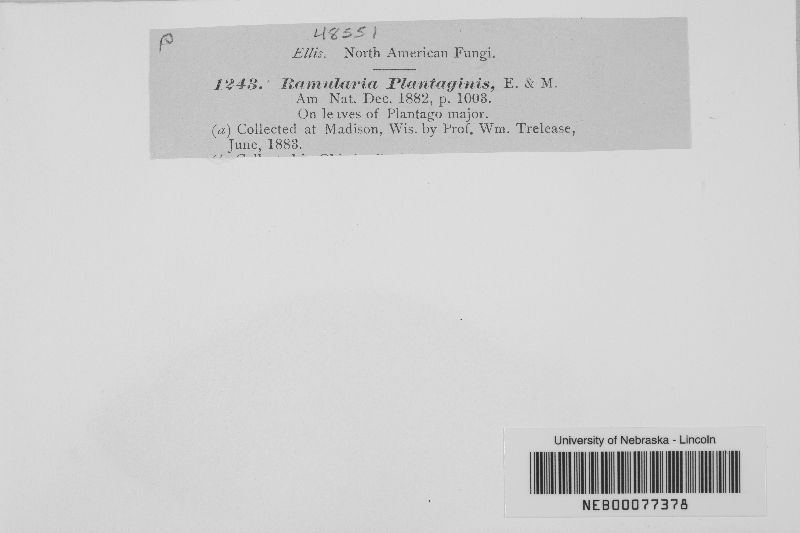 48551
P
Ellis. North American Fungi.
1243. Ramularia Plantaginis, E. & M.
Am Nat. Dec. 1882, p. 1003.
On leaves of Plantago major.
(a) Collected at Madison, Wis. by Prof. Wm. Trelease,
June, 1883.
University of Nebraska - Lincoln
NEB00077378